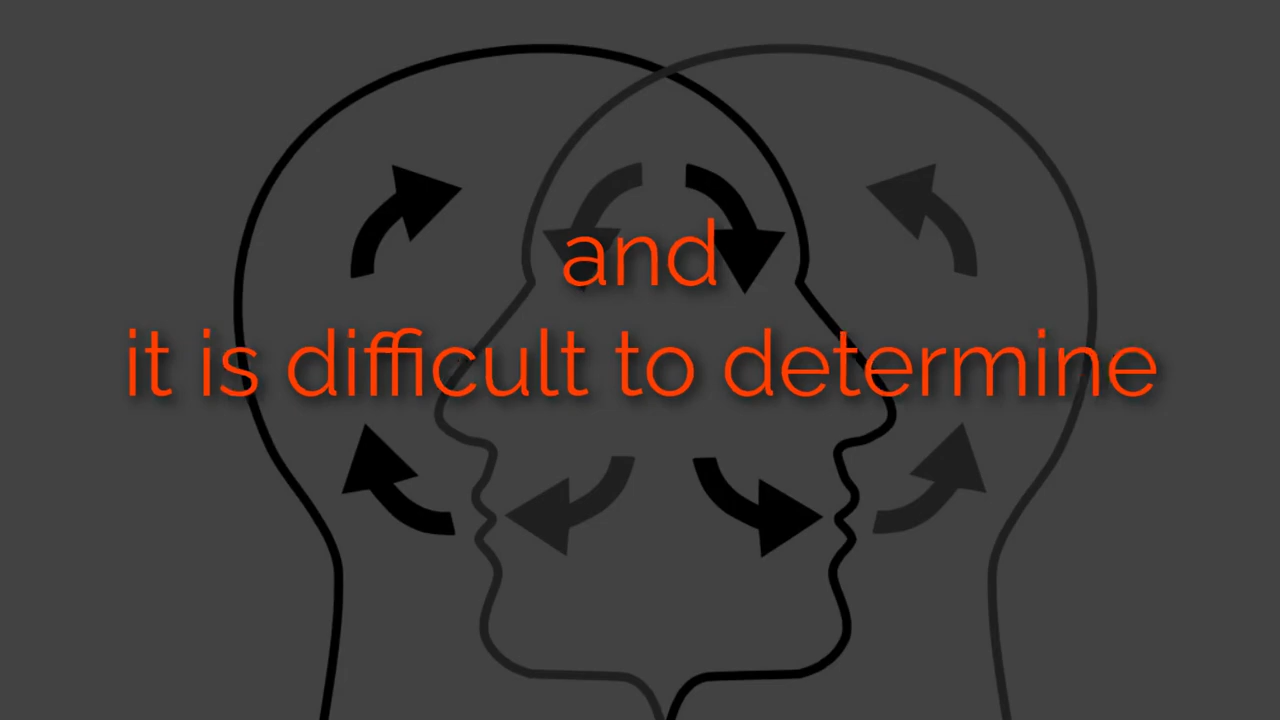 and
it is difficult to determine